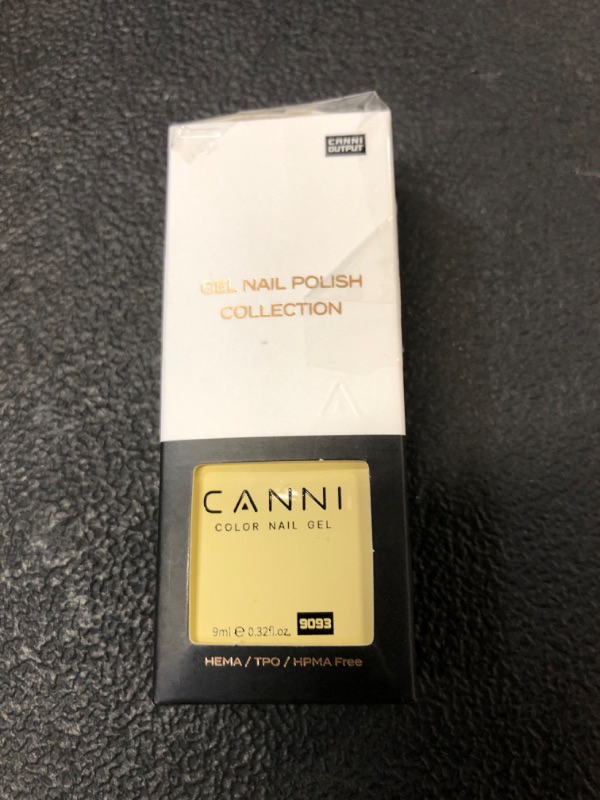 CANNI
OUTPUT
GEL NAIL POLISH
COLLECTION
CANNI
COLOR NAIL GEL
9ml ℮ 0.32fl.oz. 9093
HEMA / TPO / HPMA Free